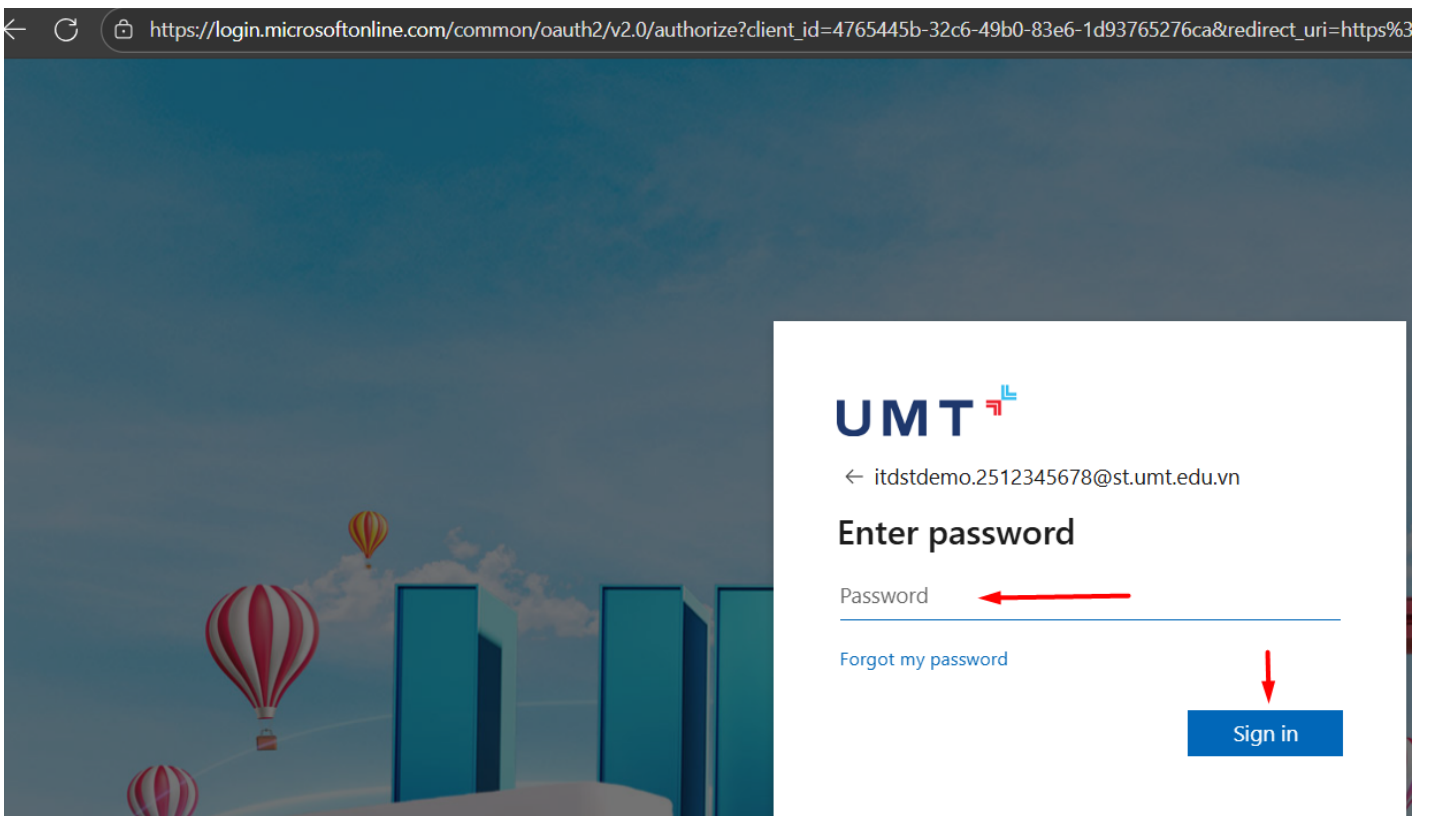 https://login.microsoftonline.com/common/oauth2/v2.0/authorize?client_id=4765445b-32c6-49b0-83e6-1d93765276ca&redirect_uri=https%3
UMT
← itdstdemo.2512345678@st.umt.edu.vn
Enter password
Password
Forgot my password
Sign in